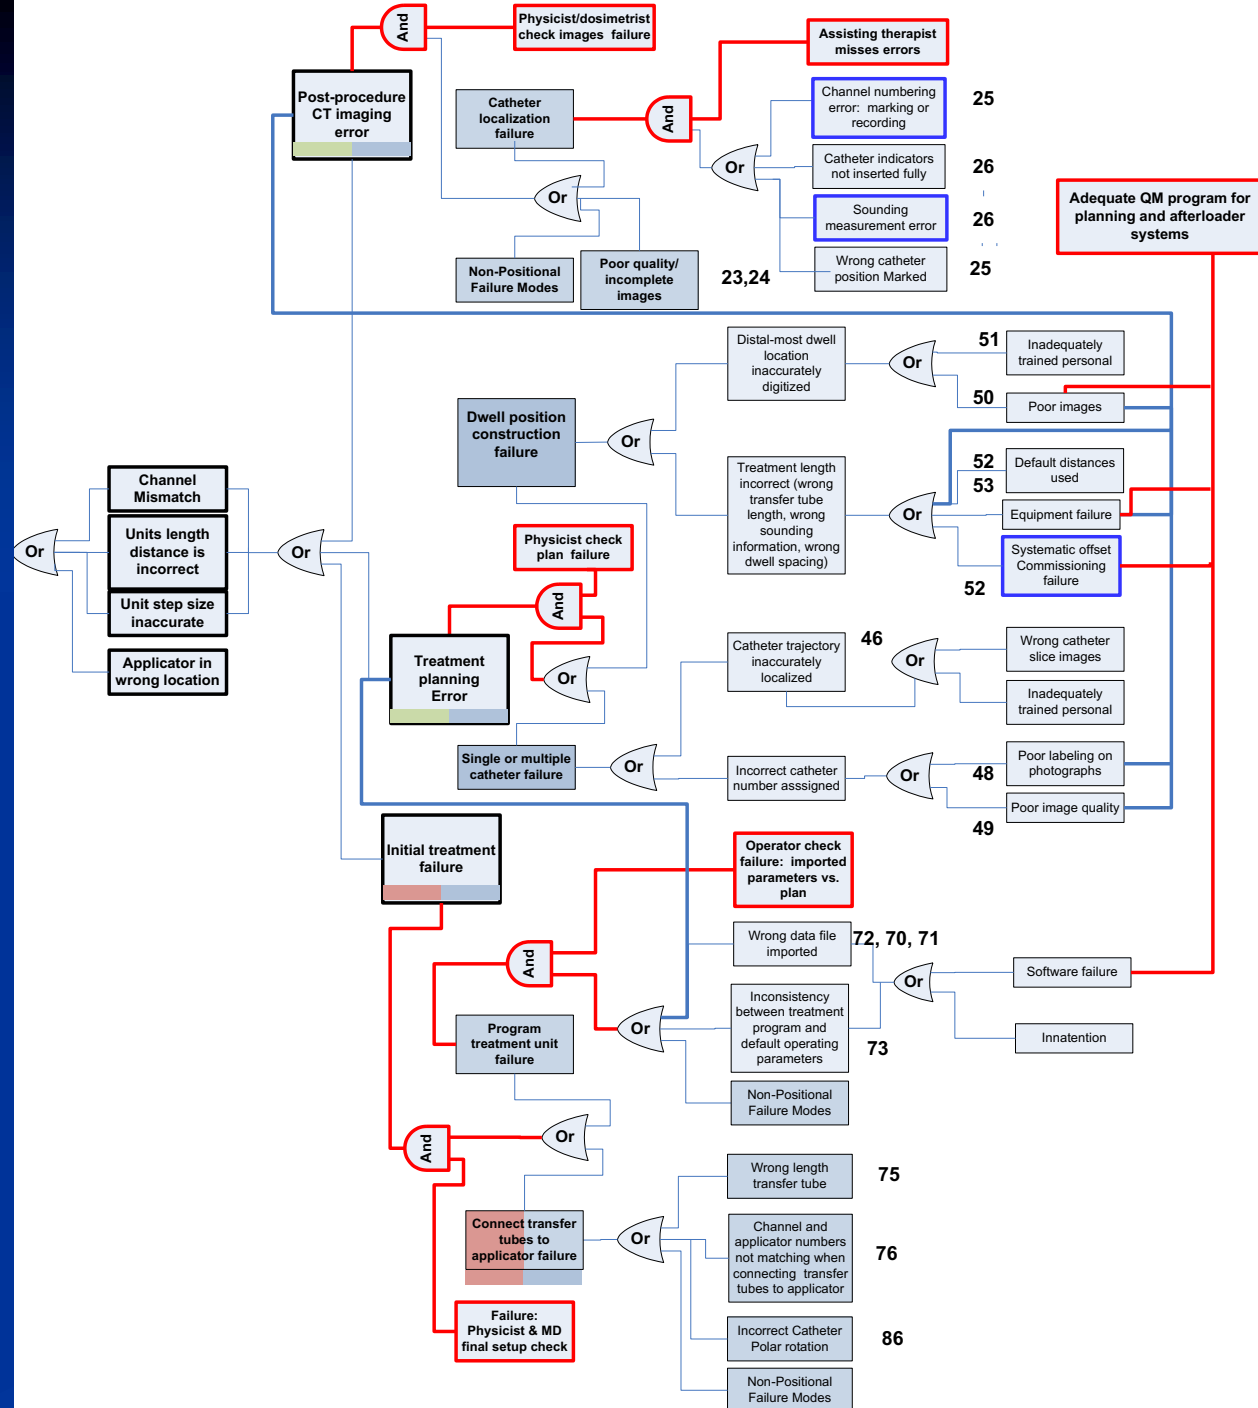 And
Physicist/dosimetrist
check images  failure
Assisting therapist
misses errors
Post-procedure
CT imaging
error
Catheter
localization
failure
And
Channel numbering
error:  marking or
recording
25
Or
Catheter indicators
not inserted fully
26
Or
Sounding
measurement error
26
Adequate QM program for
planning and afterloader
systems
Non-Positional
Failure Modes
Poor quality/
incomplete
images
23,24
Wrong catheter
position Marked
25
Distal-most dwell
location
inaccurately
digitized
Or
51
Inadequately
trained personal
50
Poor images
Dwell position
construction
failure
Or
Treatment length
incorrect (wrong
transfer tube
length, wrong
sounding
information, wrong
dwell spacing)
Or
52
53
Default distances
used
Equipment failure
Systematic offset
Commissioning
failure
52
Channel
Mismatch
Or
Units length
distance is
incorrect
Or
Unit step size
inaccurate
Applicator in
wrong location
Physicist check
plan  failure
And
Treatment
planning
Error
Or
Catheter trajectory
inaccurately
localized
46
Or
Wrong catheter
slice images
Inadequately
trained personal
Single or multiple
catheter failure
Or
Incorrect catheter
number asssigned
Or
48
Poor labeling on
photographs
Poor image quality
49
Initial treatment
failure
Operator check
failure:  imported
parameters vs.
plan
And
Wrong data file
imported
72, 70, 71
Or
Software failure
Innatention
Program
treatment unit
failure
Or
Inconsistency
between treatment
program and
default operating
parameters
73
Non-Positional
Failure Modes
And
Or
Wrong length
transfer tube
75
Connect transfer
tubes to
applicator failure
Or
Channel and
applicator numbers
not matching when
connecting  transfer
tubes to applicator
76
Failure:
Physicist & MD
final setup check
Incorrect Catheter
Polar rotation
86
Non-Positional
Failure Modes